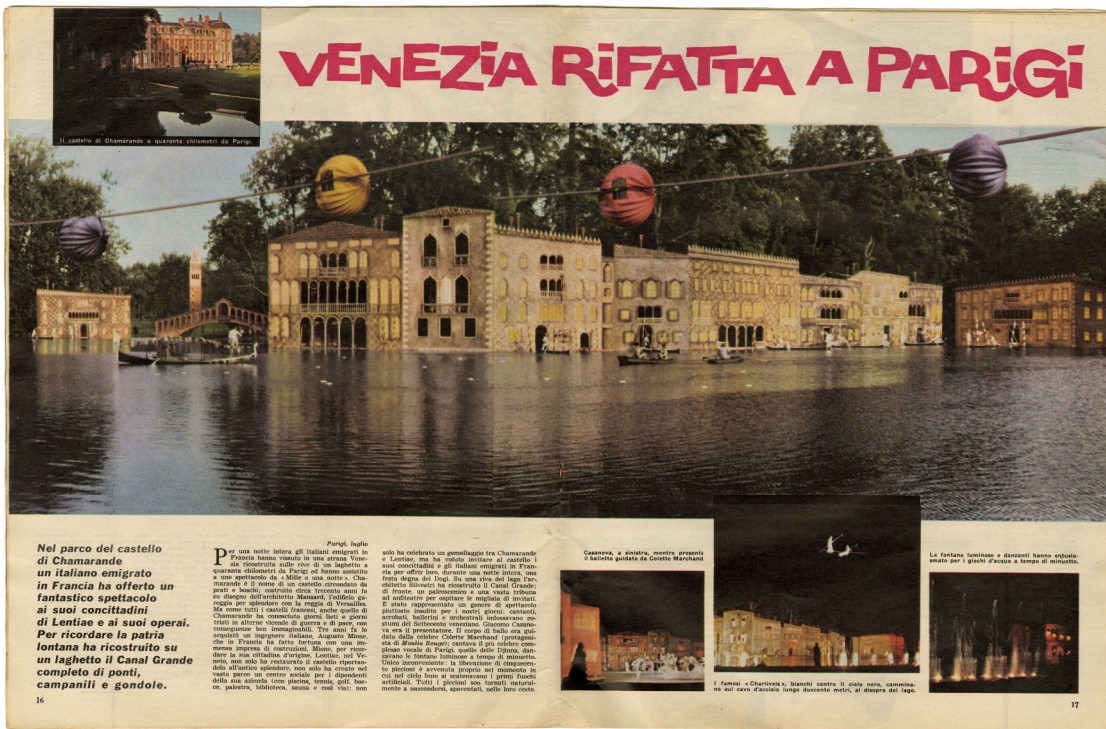 VENEZIA RIFATTA A PARIGI
Il castello di Chamarande a quaranta chilometri da Parigi.
Nel parco del castello
di Chamarande
un italiano emigrato
in Francia ha offerto un
fantastico spettacolo
ai suoi concittadini
di Lentiae e ai suoi operai.
Per ricordare la patria
lontana ha ricostruito su
un laghetto il Canal Grande
completo di ponti,
campanili e gondole.
Parigi, luglio
Per una notte intera gli italiani emigrati in
Francia hanno vissuto in una strana Vene-
zia ricostruita sulle rive di un laghetto a
quaranta chilometri da Parigi ed hanno assistito
a uno spettacolo da «Mille e una notte». Cha-
marande è il nome di un castello circondato da
prati e boschi; costruito circa trecento anni fa
su disegno dell'architetto Mansard, l'edificio ga-
reggia per splendore con la reggia di Versailles.
Ma come tutti i castelli francesi, anche quello di
Chamarande ha conosciuto giorni lieti e giorni
tristi in alterne vicende di guerra e di pace, con
conseguenze ben immaginabili. Tre anni fa lo
acquistò un ingegnere italiano, Augusto Mione,
che in Francia ha fatto fortuna con una im-
mensa impresa di costruzioni. Mione, per ricor-
dare la sua cittadina d'origine, Lentiae, nel Ve-
neto, non solo ha restaurato il castello riportan-
dolo all'antico splendore, non solo ha creato nel
vasto parco un centro sociale per i dipendenti
della sua azienda (con piscina, tennis, golf, boc-
ce, palestra, biblioteca, sauna e così via); non
solo ha celebrato un gemellaggio tra Chamarande
e Lentiae, ma ha voluto invitare al castello i
suoi concittadini e gli italiani emigrati in Fran-
cia per offrir loro, durante una notte intera, una
festa degna dei Dogi. Su una riva del lago l'ar-
chitetto Silvestri ha ricostruito il Canal Grande;
di fronte, un palcoscenico e una vasta tribuna
ad anfiteatro per ospitare le migliaia di invitati.
È stato rappresentato un genere di spettacolo
piuttosto insolito per i nostri giorni: cantanti,
acrobati, ballerini e orchestrali indossavano co-
stumi del Settecento veneziano. Giacomo Casano-
va era il presentatore. Il corpo di ballo era gui-
dato dalla celebre Colette Marchand (protagoni-
sta di Moulin Rouge); cantava il più celebre com-
plesso vocale di Parigi, quello delle Djinns, dan-
zavano le fontane luminose a tempo di minuetto.
Unico inconveniente: la liberazione di cinquecen-
to piccioni è avvenuta proprio nel momento in
cui nel cielo buio si scatenavano i primi fuochi
artificiali. Tutti i piccioni son tornati natural-
mente a nascondersi, spaventati, nelle loro ceste.
Casanova, a sinistra, mentre presenta
il balletto guidato da Colette Marchand.
I famosi «Charlivels», bianchi contro il cielo nero, cammina-
no sul cavo d'acciaio lungo duecento metri, al disopra del lago.
Le fontane luminose e danzanti hanno entusia-
smato per i giochi d'acqua a tempo di minuetto.
16
17